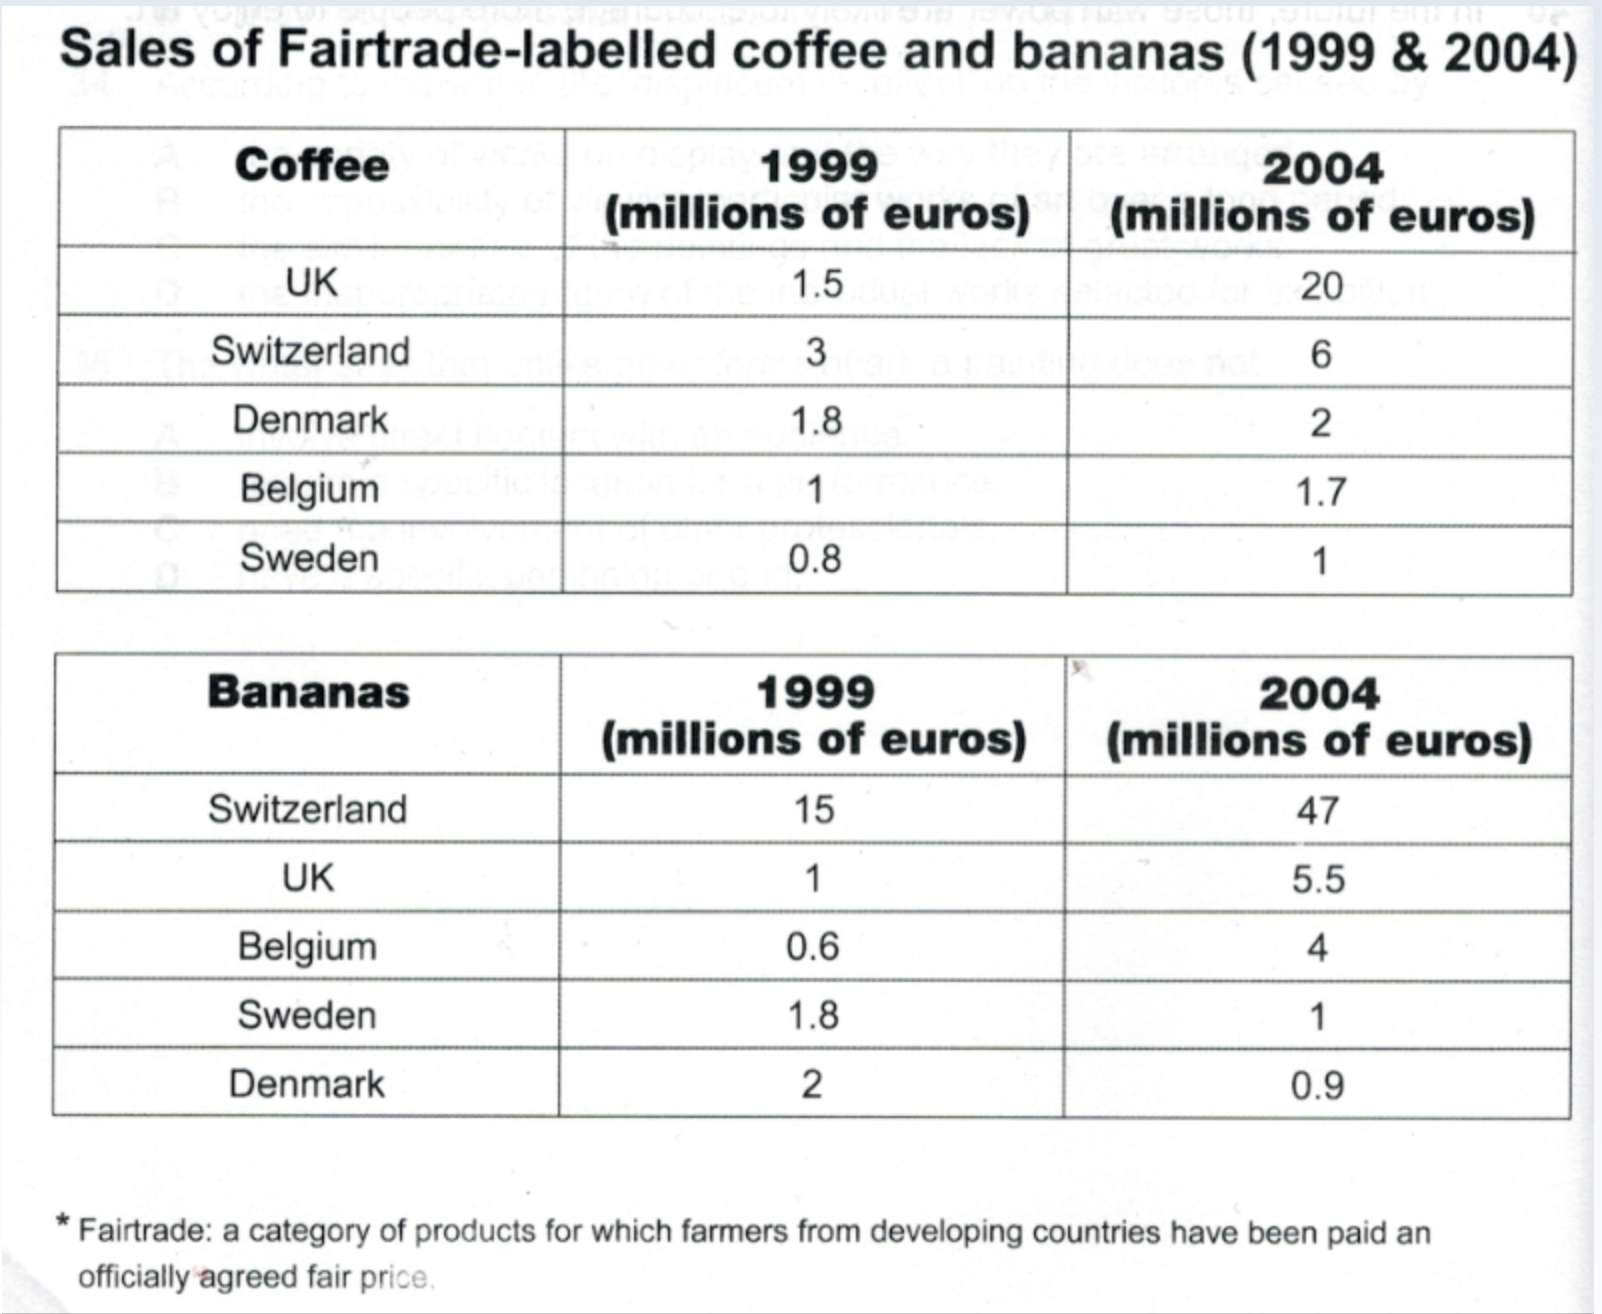 Sales of Fairtrade-labelled coffee and bananas (1999 & 2004)
Coffee 1999 (millions of euros) 2004 (millions of euros)
UK 1.5 20
Switzerland 3 6
Denmark 1.8 2
Belgium 1 1.7
Sweden 0.8 1
Bananas 1999 (millions of euros) 2004 (millions of euros)
Switzerland 15 47
UK 1 5.5
Belgium 0.6 4
Sweden 1.8 1
Denmark 2 0.9
* Fairtrade: a category of products for which farmers from developing countries have been paid an
officially agreed fair price.